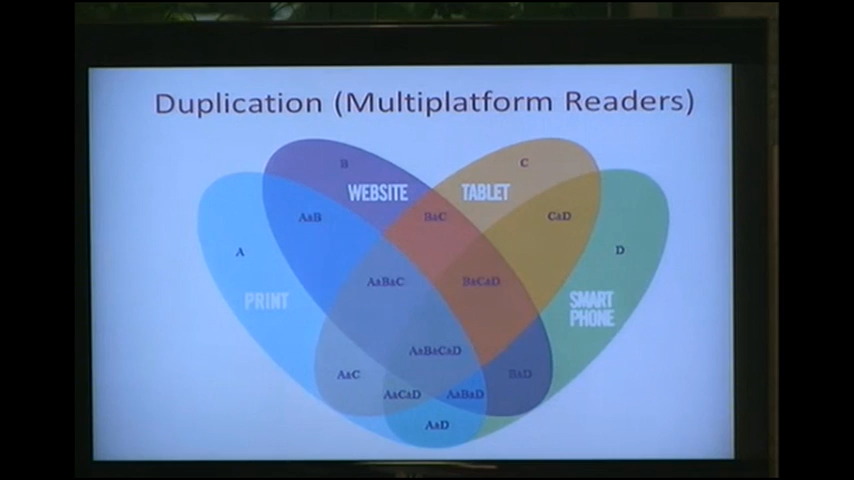 Duplication (Multiplatform Readers)
B
C
WEBSITE
TABLET
AaB
BaC
CaD
A
D
AaBaC
BaCaD
PRINT
SMART
PHONE
AaBaCaD
AaC
BaD
AaCaD
AaBaD
AaD